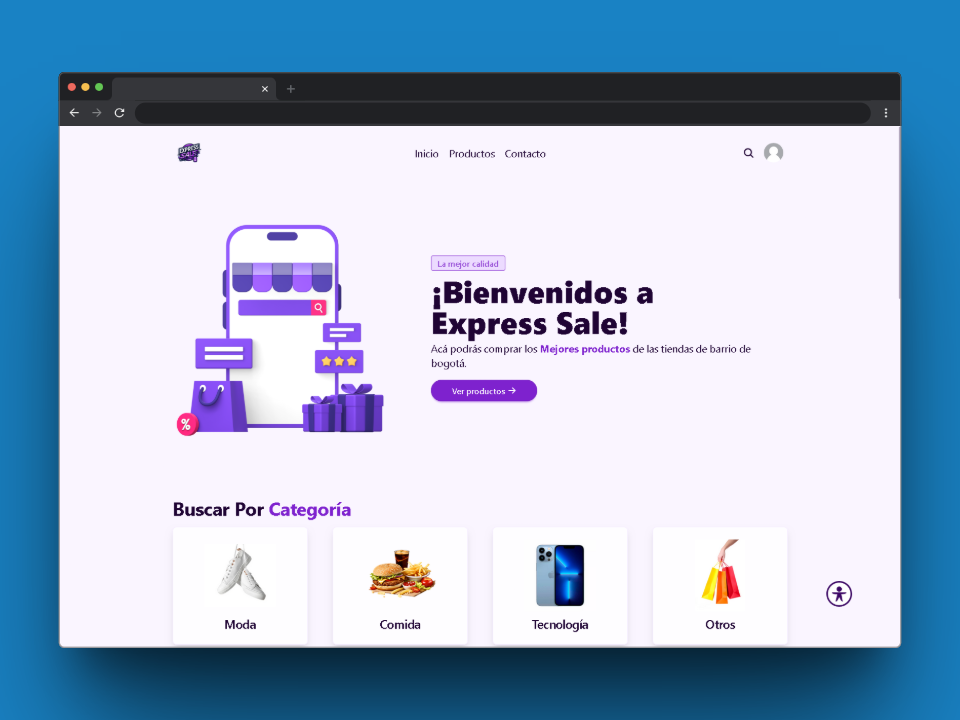 EXPRESS
SALE
Inicio Productos Contacto
La mejor calidad
¡Bienvenidos a
Express Sale!
Acá podrás comprar los Mejores productos de las tiendas de barrio de
bogotá.
Ver productos →
%
Buscar Por Categoría
Moda
Comida
Tecnología
Otros